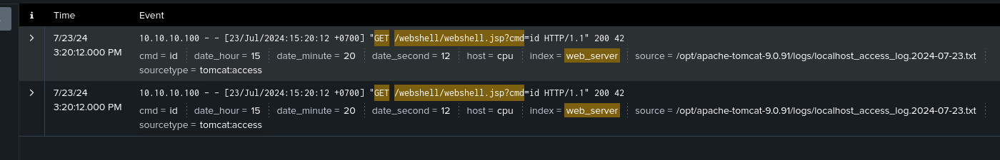 i Time Event
7/23/24 10.10.10.100 - - [23/Jul/2024:15:20:12 +0700] "GET /webshell/webshell.jsp?cmd=id HTTP/1.1" 200 42
3:20:12.000 PM cmd = id date_hour = 15 date_minute = 20 date_second = 12 host = cpu index = web_server source = /opt/apache-tomcat-9.0.91/logs/localhost_access_log.2024-07-23.txt
sourcetype = tomcat:access
7/23/24 10.10.10.100 - - [23/Jul/2024:15:20:12 +0700] "GET /webshell/webshell.jsp?cmd=id HTTP/1.1" 200 42
3:20:12.000 PM cmd = id date_hour = 15 date_minute = 20 date_second = 12 host = cpu index = web_server source = /opt/apache-tomcat-9.0.91/logs/localhost_access_log.2024-07-23.txt
sourcetype = tomcat:access